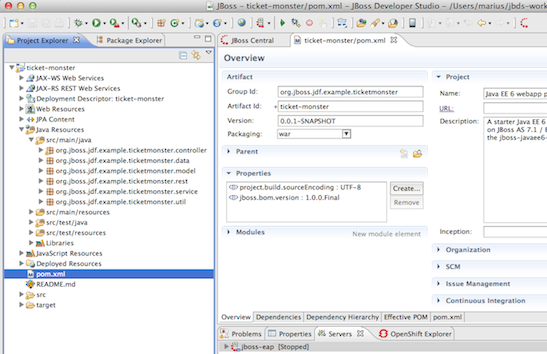 JBoss - ticket-monster/pom.xml - JBoss Developer Studio - /Users/marius/jbds-work
Project Explorer
Package Explorer
ticket-monster
JAX-WS Web Services
JAX-RS REST Web Services
Deployment Descriptor: ticket-monster
Web Resources
JPA Content
Java Resources
src/main/java
org.jboss.jdf.example.ticketmonster.controller
org.jboss.jdf.example.ticketmonster.data
org.jboss.jdf.example.ticketmonster.model
org.jboss.jdf.example.ticketmonster.rest
org.jboss.jdf.example.ticketmonster.service
org.jboss.jdf.example.ticketmonster.util
src/main/resources
src/test/java
src/test/resources
Libraries
JavaScript Resources
Deployed Resources
pom.xml
README.md
src
target
JBoss Central
ticket-monster/pom.xml
Overview
Artifact
Group Id: org.jboss.jdf.example.ticketmonster
Artifact Id: * ticket-monster
Version: 0.0.1-SNAPSHOT
Packaging: war
Parent
Properties
project.build.sourceEncoding : UTF-8
jboss.bom.version : 1.0.0.Final
Create...
Remove
Modules New module element
Project
Name: Java EE 6 webapp p
URL:
Description: A starter Java EE 6
on JBoss AS 7.1 /
the jboss-javaee6-
Inception:
Organization
SCM
Issue Management
Continuous Integration
Overview Dependencies Dependency Hierarchy Effective POM pom.xml
Problems Properties Servers OpenShift Explorer
jboss-eap [Stopped]